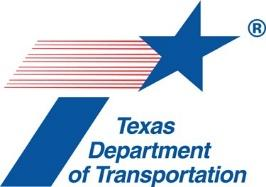 ®
Texas
Department
of Transportation